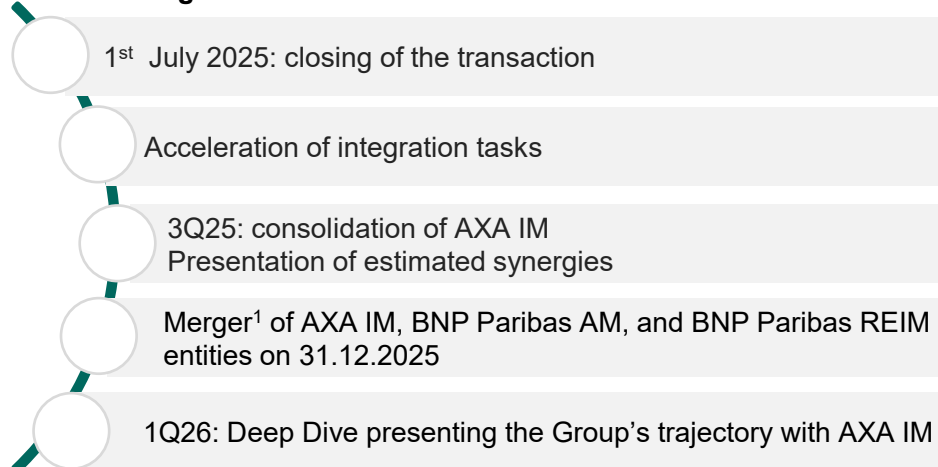 1st July 2025: closing of the transaction
Acceleration of integration tasks
3Q25: consolidation of AXA IM
Presentation of estimated synergies
Merger1 of AXA IM, BNP Paribas AM, and BNP Paribas REIM
entities on 31.12.2025
1Q26: Deep Dive presenting the Group’s trajectory with AXA IM